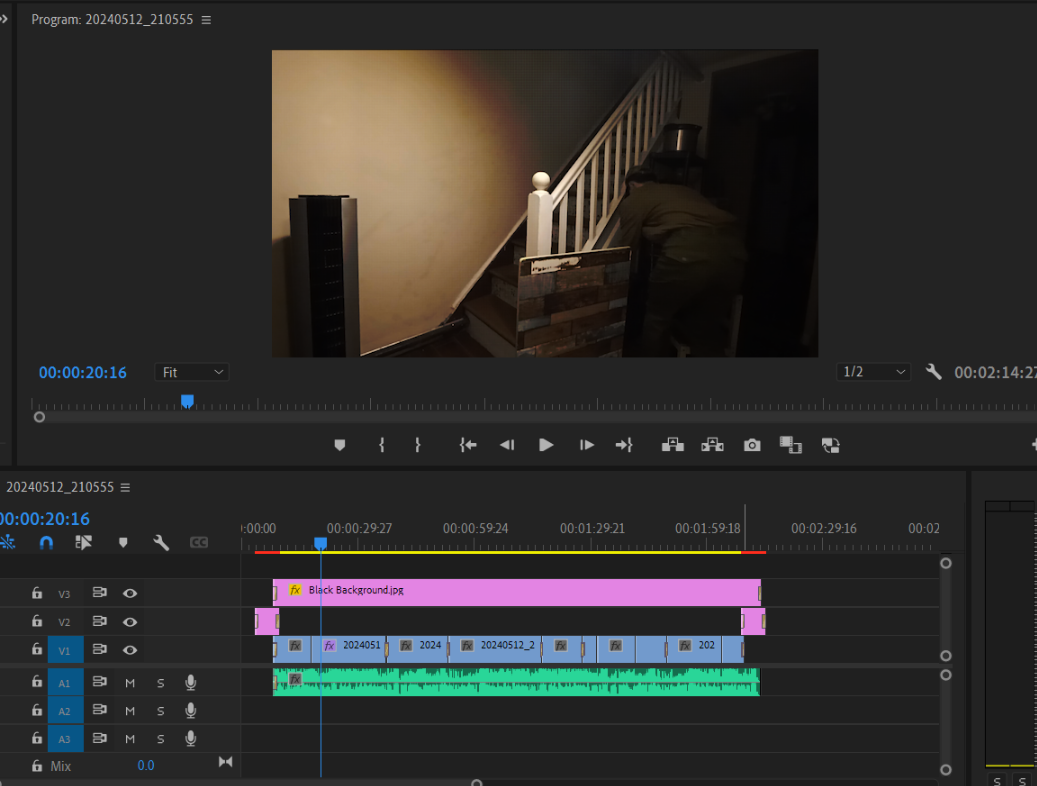 Program: 20240512_210555
00:00:20:16
Fit
1/2
00:02:14:27
20240512_210555
00:00:20:16
:00:00
00:00:29:27
00:00:59:24
00:01:29:21
00:01:59:18
00:02:29:16
00:02
V3
fx Black Background.jpg
V2
V1
fx
fx 2024051
fx 2024
fx 20240512_2
fx
fx
fx 202
A1
M
S
fx
A2
M
S
A3
M
S
Mix
0.0
S
S
CC